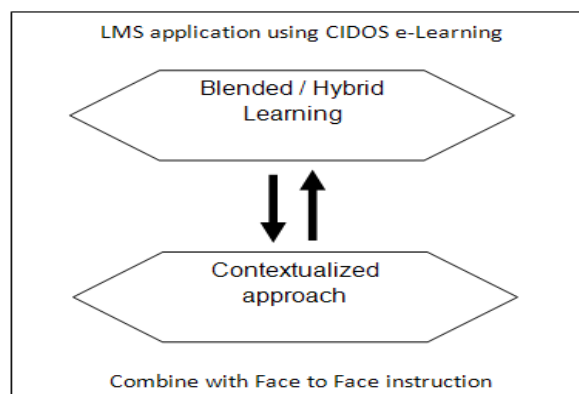 LMS application using CIDOS e-Learning
Blended / Hybrid
Learning
Contextualized
approach
Combine with Face to Face instruction